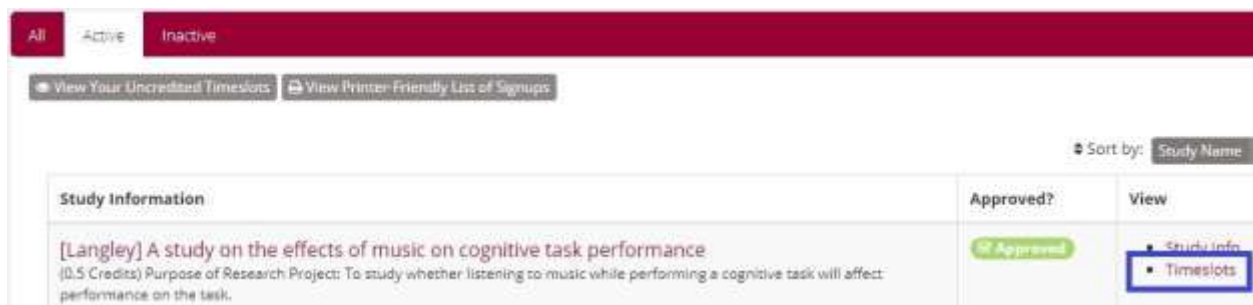 All Active Inactive
View Your Uncredited Timeslots View Printer-Friendly List of Signups
Sort by: Study Name
Study Information Approved? View
[Langley] A study on the effects of music on cognitive task performance Approved Study Info
(0.5 Credits) Purpose of Research Project: To study whether listening to music while performing a cognitive task will affect Timeslots
performance on the task.